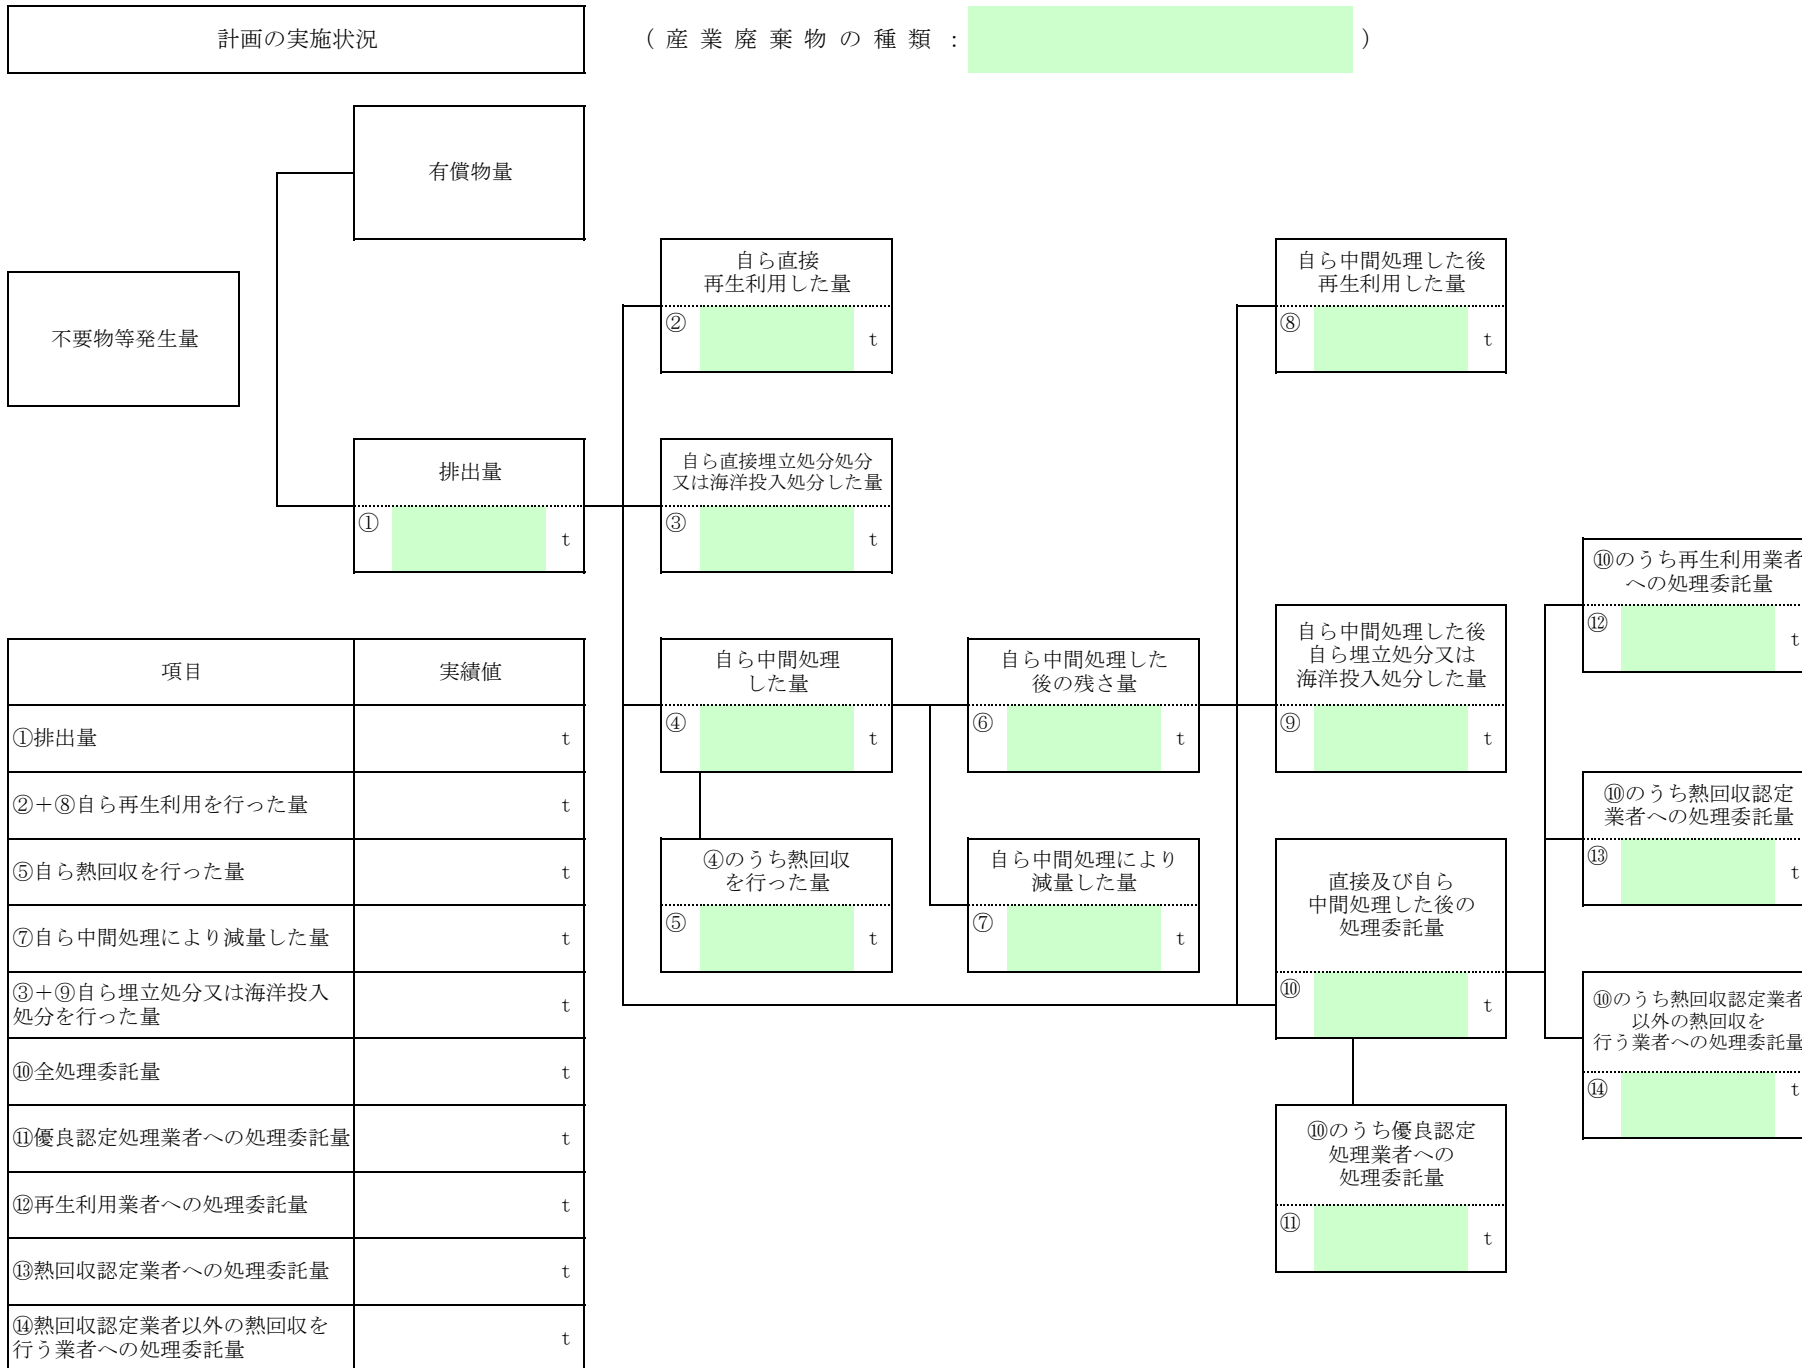 計画の実施状況
（産業廃棄物の種類： ）
有償物量
不要物等発生量
排出量
① t
自ら直接
再生利用した量
② t
自ら直接埋立処分処分
又は海洋投入処分した量
③ t
自ら中間処理
した量
④ t
④のうち熱回収
を行った量
⑤ t
自ら中間処理した
後の残さ量
⑥ t
自ら中間処理により
減量した量
⑦ t
自ら中間処理した後
再生利用した量
⑧ t
自ら中間処理した後
自ら埋立処分又は
海洋投入処分した量
⑨ t
直接及び自ら
中間処理した後の
処理委託量
⑩ t
⑩のうち優良認定
処理業者への
処理委託量
⑪ t
⑩のうち再生利用業者
への処理委託量
⑫ t
⑩のうち熱回収認定
業者への処理委託量
⑬ t
⑩のうち熱回収認定業者
以外の熱回収を
行う業者への処理委託量
⑭ t
項目 実績値
①排出量 t
②＋⑧自ら再生利用を行った量 t
⑤自ら熱回収を行った量 t
⑦自ら中間処理により減量した量 t
③＋⑨自ら埋立処分又は海洋投入
処分を行った量 t
⑩全処理委託量 t
⑪優良認定処理業者への処理委託量 t
⑫再生利用業者への処理委託量 t
⑬熱回収認定業者への処理委託量 t
⑭熱回収認定業者以外の熱回収を
行う業者への処理委託量 t